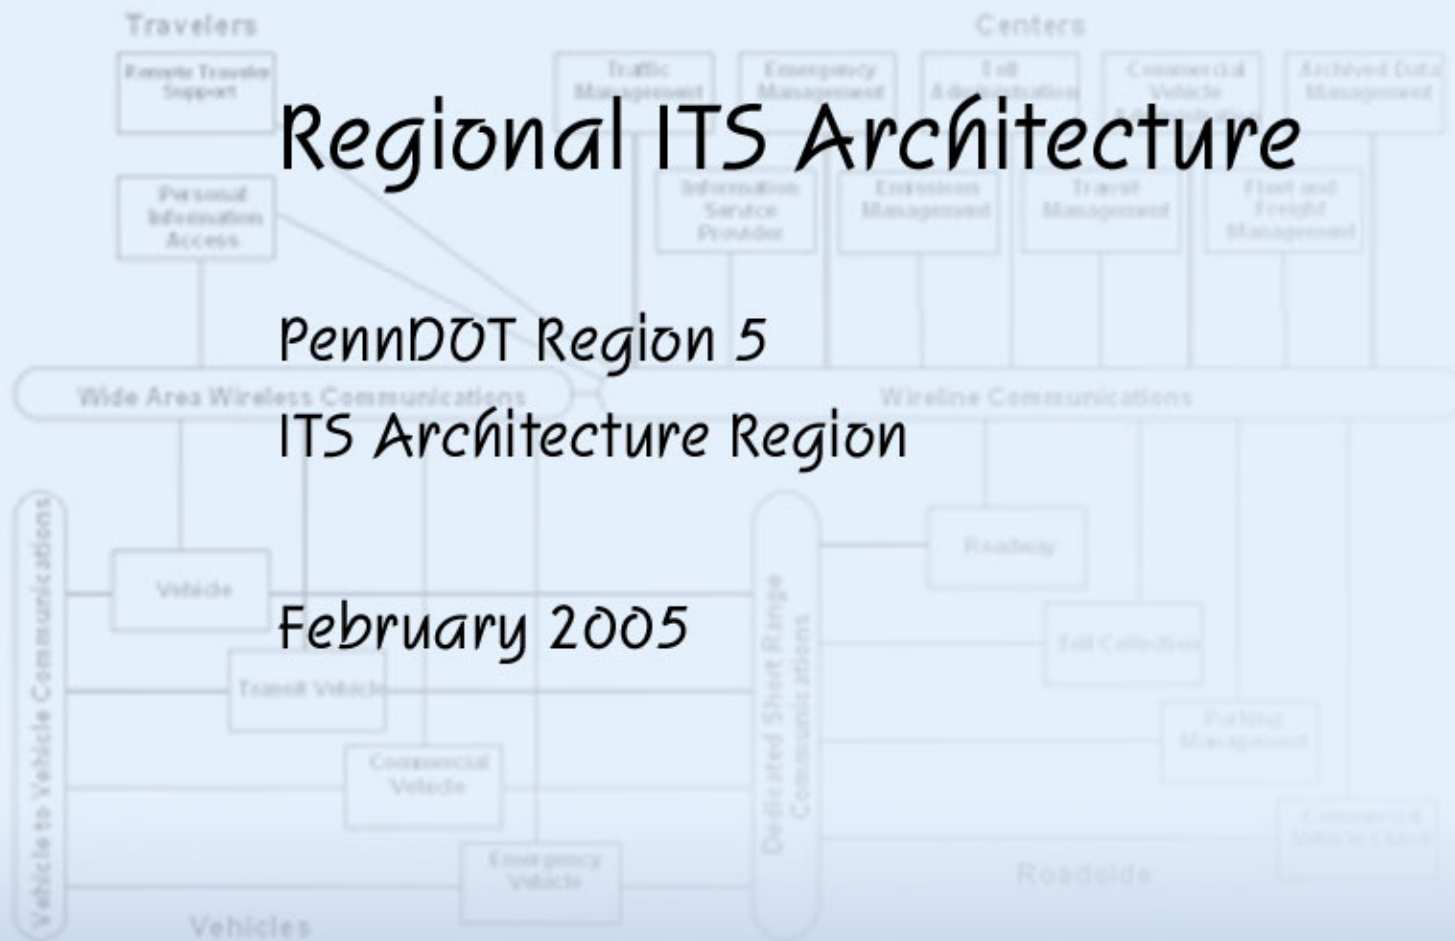 Travelers
Centers
Remote Traveler
Support
Traffic
Management
Emergency
Management
Toll
Administration
Commercial
Vehicle
Archived Data
Management
Regional ITS Architecture
Personal
Information
Access
Information
Service
Provider
Emissions
Management
Transit
Management
Fleet and
Freight
Management
PennDOT Region 5
Wide Area Wireless Communications
Wireline Communications
ITS Architecture Region
Vehicle to Vehicle Communications
Dedicated Short Range
Communications
Roadway
Vehicle
February 2005
Toll Collection
Transit Vehicle
Parking
Management
Commercial
Vehicle
Commercial
Vehicle Check
Emergency
Vehicle
Roadside
Vehicles